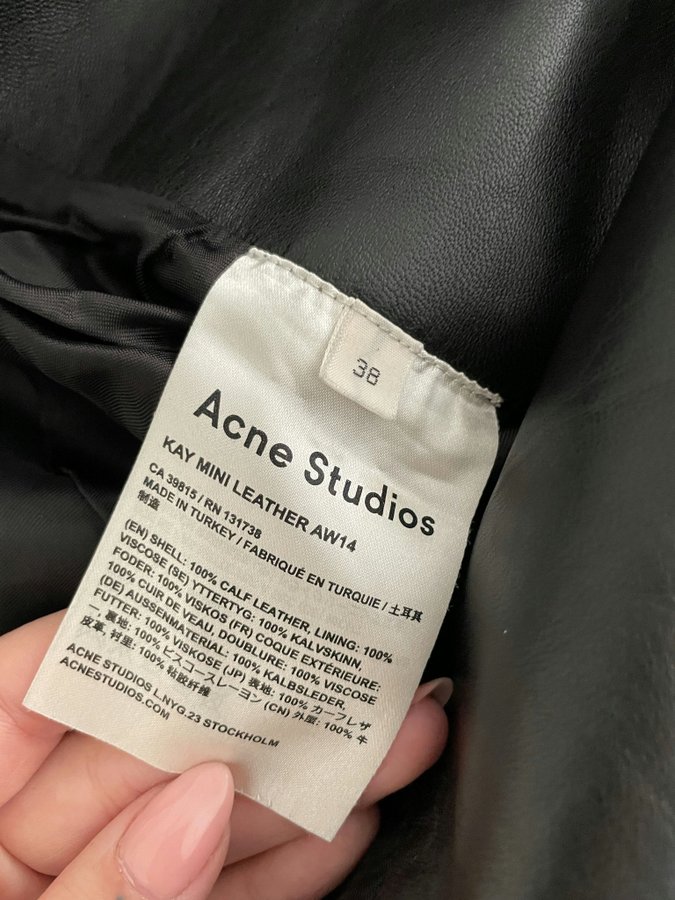 38
Acne Studios
KAY MINI LEATHER AW14
CA 39815 / RN 131738
MADE IN TURKEY / FABRIQUÉ EN TURQUIE / 土耳其
制造
(EN) SHELL: 100% CALF LEATHER, LINING: 100%
VISCOSE (SE) YTTERTYG: 100% KALVSKINN,
FODER: 100% VISKOS (FR) COQUE EXTÉRIEURE:
100% CUIR DE VEAU, DOUBLURE: 100% VISCOSE
(DE) AUSSENMATERIAL: 100% KALBSLEDER,
FUTTER: 100% VISKOSE (JP) 表地: 100% カーフレザ
ー, 裏地: 100% ビスコースレーヨン (CN) 外层: 100% 牛
皮革, 衬里: 100% 粘胶纤维
ACNE STUDIOS L.NYG.23 STOCKHOLM
ACNESTUDIOS.COM